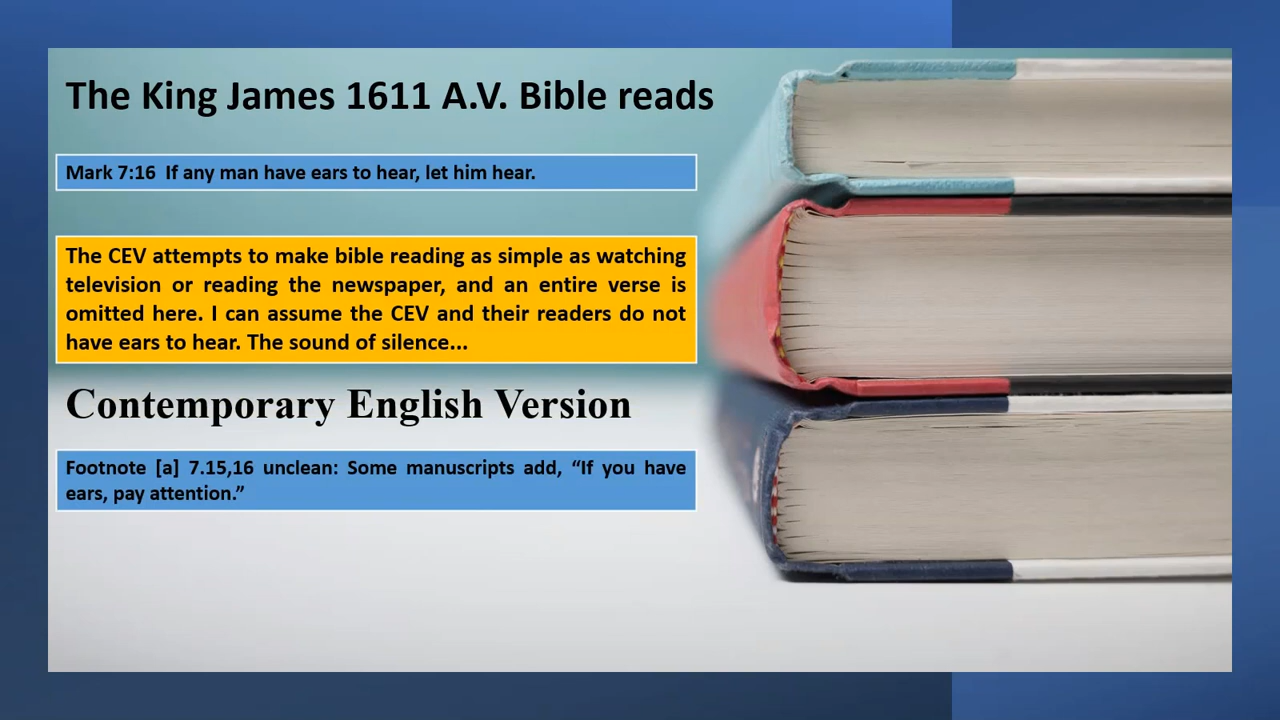 The King James 1611 A.V. Bible reads
Mark 7:16  If any man have ears to hear, let him hear.
The CEV attempts to make bible reading as simple as watching
television or reading the newspaper, and an entire verse is
omitted here. I can assume the CEV and their readers do not
have ears to hear. The sound of silence...
Contemporary English Version
Footnote [a] 7.15,16 unclean: Some manuscripts add, “If you have
ears, pay attention.”